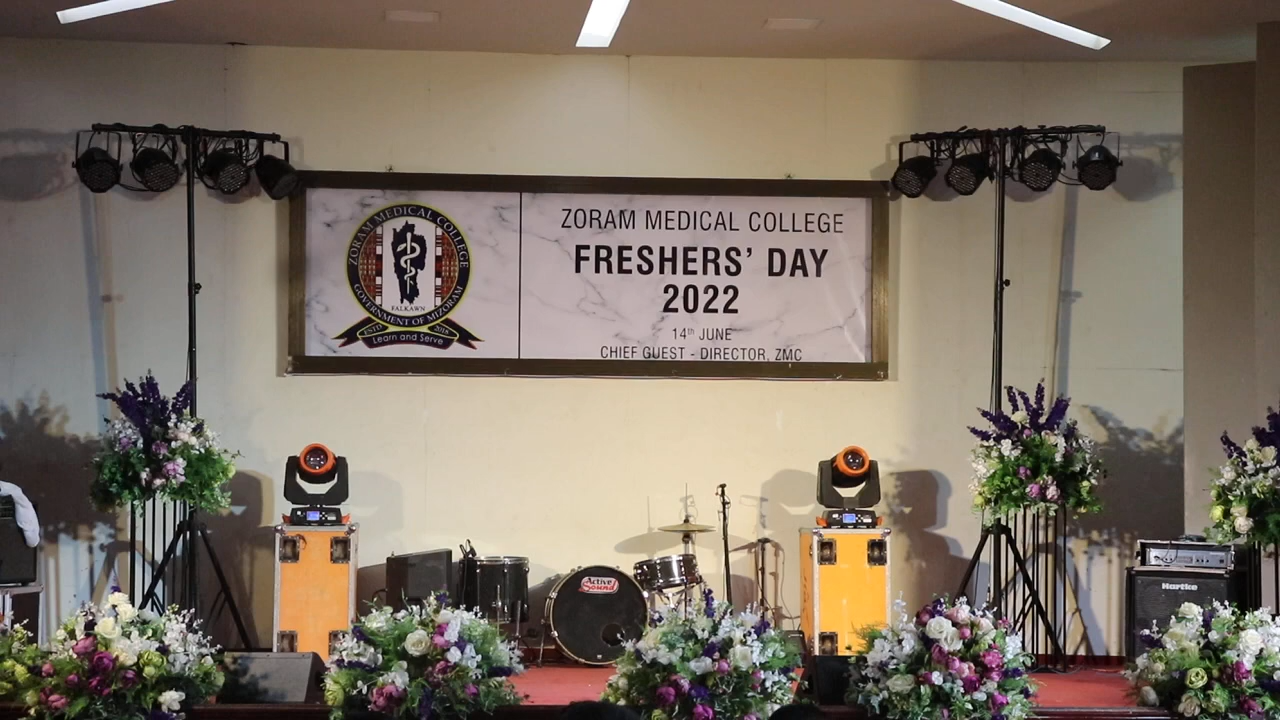 ZORAM MEDICAL COLLEGE
FALKAWN
GOVERNMENT OF MIZORAM
ESTD 2018
Learn and Serve
ZORAM MEDICAL COLLEGE
FRESHERS' DAY
2022
14th JUNE
CHIEF GUEST - DIRECTOR, ZMC
Active
Sound
Hartke